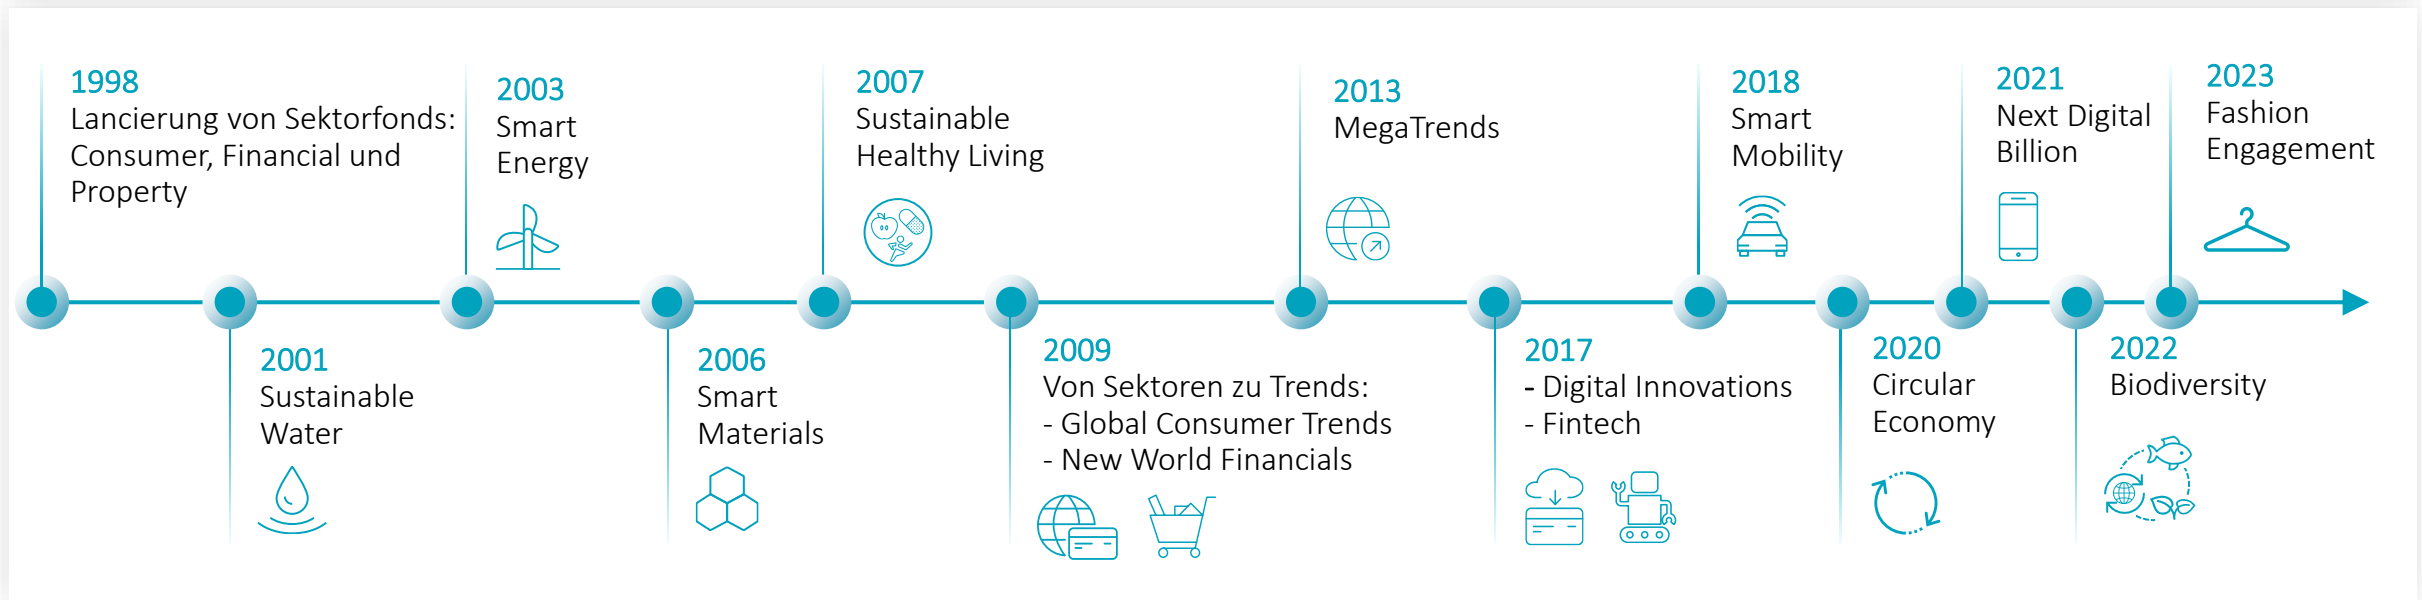 1998
Lancierung von Sektorfonds:
Consumer, Financial und
Property
2001
Sustainable
Water
2003
Smart
Energy
2006
Smart
Materials
2007
Sustainable
Healthy Living
2009
Von Sektoren zu Trends:
- Global Consumer Trends
- New World Financials
2013
MegaTrends
2017
- Digital Innovations
- Fintech
2018
Smart
Mobility
2020
Circular
Economy
2021
Next Digital
Billion
2022
Biodiversity
2023
Fashion
Engagement